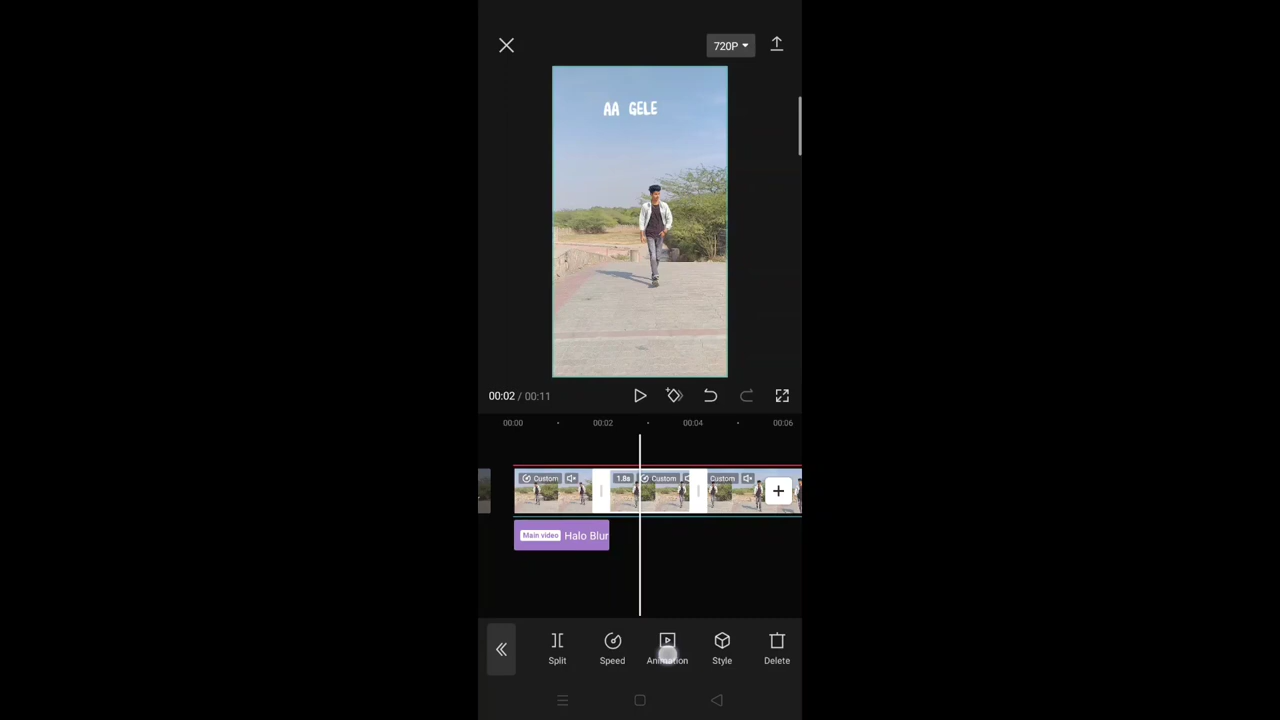 720P
AA GELE
00:02 / 00:11
00:00 00:02 00:04 00:06
Custom 1.8s Custom Custom
Main video Halo Blur
Split Speed Animation Style Delete